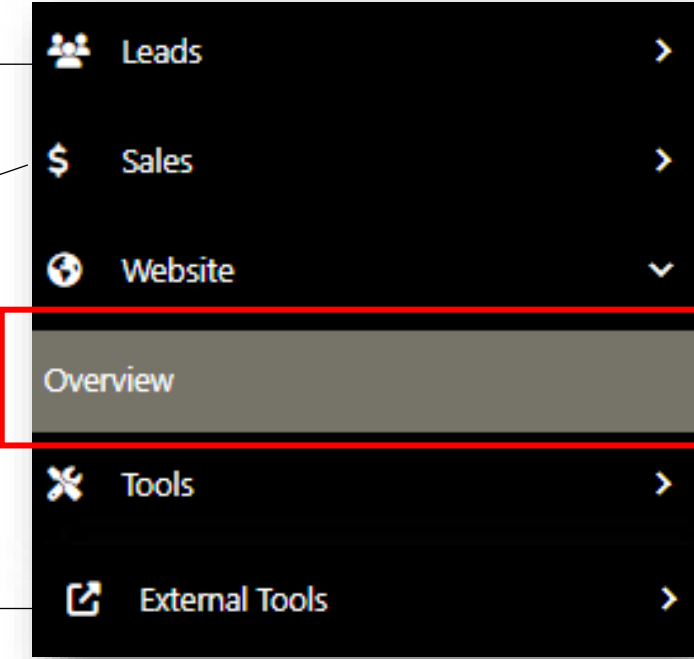 Leads
$ Sales
Website
Overview
Tools
External Tools